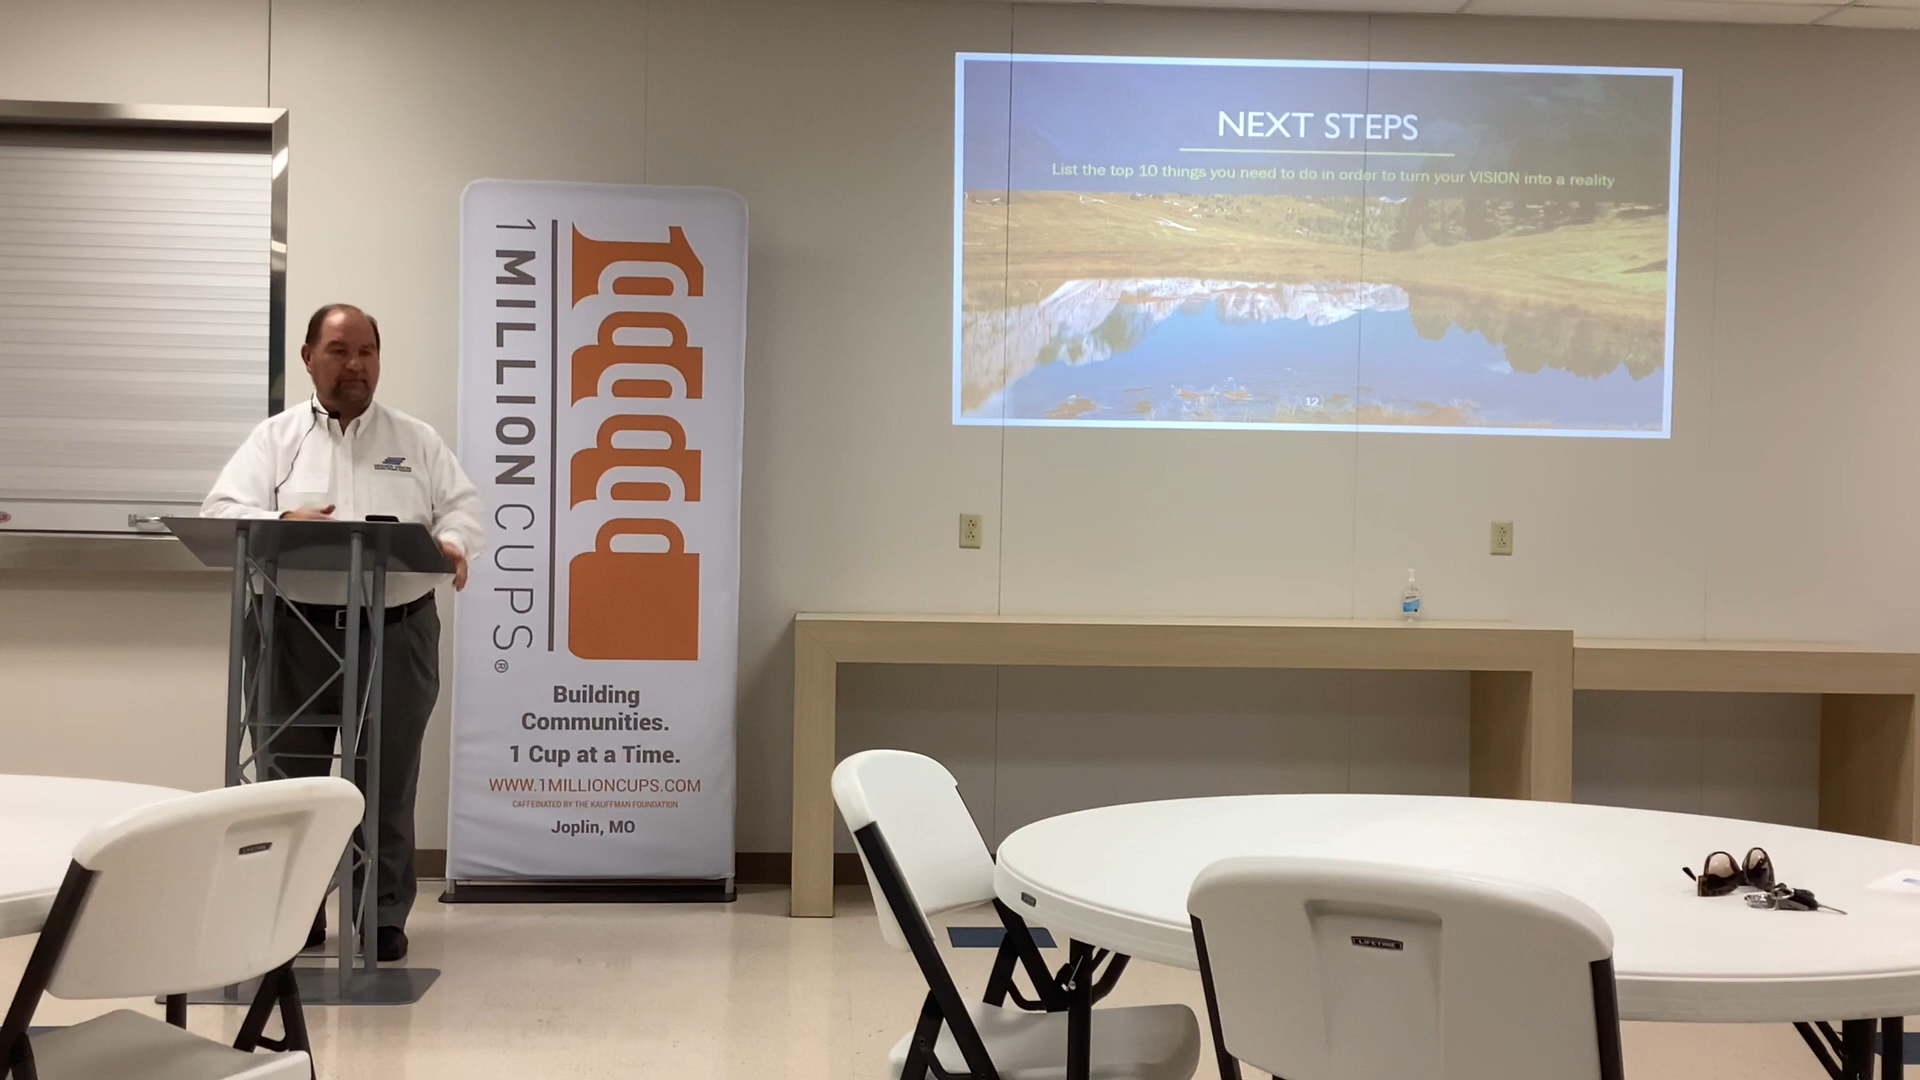 NEXT STEPS
List the top 10 things you need to do in order to turn your VISION into a reality
12
1 MILLION CUPS®
Building
Communities.
1 Cup at a Time.
WWW.1MILLIONCUPS.COM
CAFFEINATED BY THE KAUFFMAN FOUNDATION
Joplin, MO
LIFETIME
LIFETIME